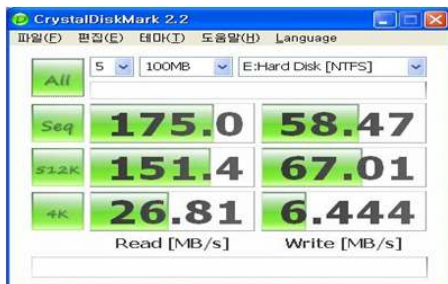 CrystalDiskMark 2.2
파일(F) 편집(E) 테마(T) 도움말(H) Language
All 5 100MB E:Hard Disk [NTFS]
Seq 175.0 58.47
512K 151.4 67.01
4K 26.81 6.444
Read [MB/s] Write [MB/s]